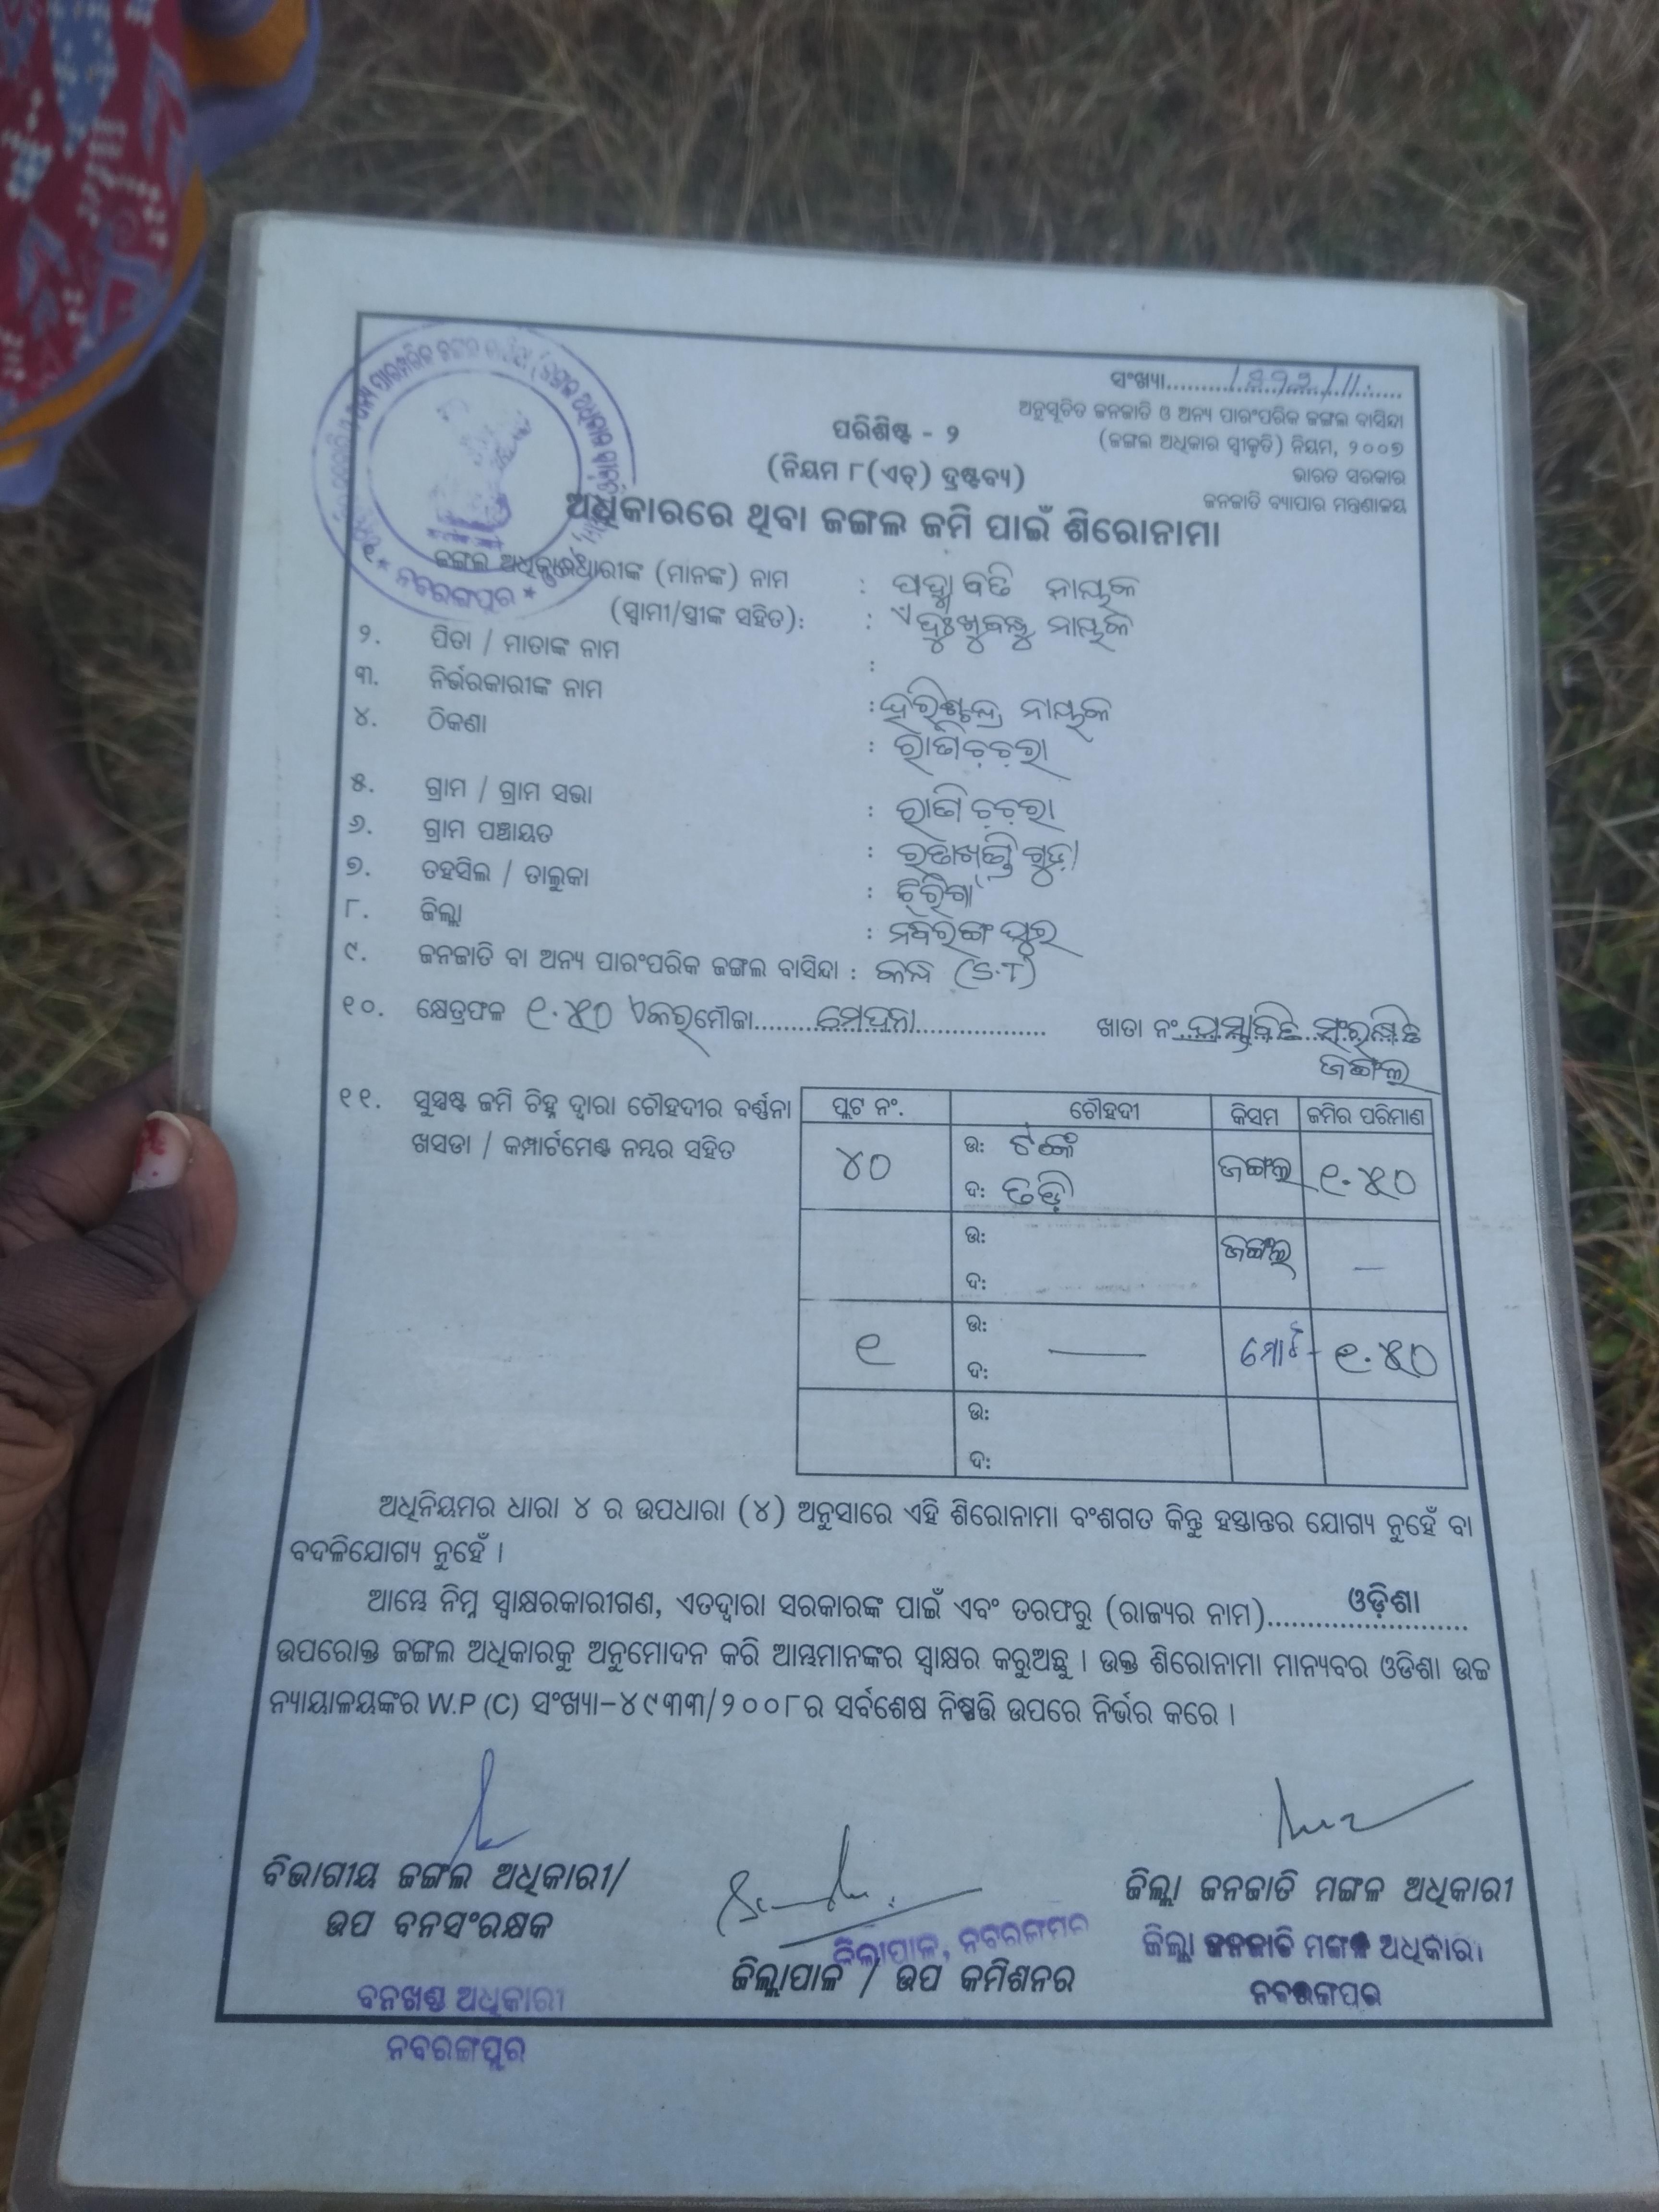 ସଂଖ୍ୟା
ଅନୁସୂଚିତ ଜନଜାତି ଓ ଅନ୍ୟ ପାରଂପରିକ ଜଙ୍ଗଲ ବାସିନ୍ଦା
(ଜଙ୍ଗଲ ଅଧିକାର ସ୍ୱୀକୃତି) ନିୟମ, ୨୦୦୭
ଭାରତ ସରକାର
ଜନଜାତି ବ୍ୟାପାର ମନ୍ତ୍ରଣାଳୟ
ପରିଶିଷ୍ଟ - ୨
(ନିୟମ ୮(ଏଚ୍) ଦ୍ରଷ୍ଟବ୍ୟ)
ଅଧିକାରରେ ଥିବା ଜଙ୍ଗଲ ଜମି ପାଇଁ ଶିରୋନାମା
ନବରଙ୍ଗପୁର
ଜଙ୍ଗଲ ଅଧିକାରଧାରୀଙ୍କ (ମାନଙ୍କ) ନାମ : ପଦ୍ମାବତି ନାୟକ
(ସ୍ୱାମୀ/ସ୍ତ୍ରୀଙ୍କ ସହିତ): : ଦୁଃଖୁବନ୍ଧୁ ନାୟକ
୨. ପିତା / ମାତାଙ୍କ ନାମ :
୩. ନିର୍ଭରକାରୀଙ୍କ ନାମ : ହରିଶ୍ଚନ୍ଦ୍ର ନାୟକ
୪. ଠିକଣା : ରାଗିଚ଼ଚ଼ରା
୫. ଗ୍ରାମ / ଗ୍ରାମ ସଭା : ରାଗିଚ଼ଚ଼ରା
୬. ଗ୍ରାମ ପଞ୍ଚାୟତ :
୭. ତହସିଲ / ତାଲୁକା : ଝରିଗାଁ
୮. ଜିଲ୍ଲା : ନବରଙ୍ଗପୁର
୯. ଜନଜାତି ବା ଅନ୍ୟ ପାରଂପରିକ ଜଙ୍ଗଲ ବାସିନ୍ଦା : କନ୍ଧ (S.T)
୧୦. କ୍ଷେତ୍ରଫଳ ୧.୫୦ ଏକର ମୌଜା ମେଘନା ଖାତା ନଂ ପ୍ରସ୍ତାବିତ ସଂରକ୍ଷିତ
ଜଙ୍ଗଲ
୧୧. ସୁସ୍ପଷ୍ଟ ଜମି ଚିହ୍ନ ଦ୍ୱାରା ଚୌହଦୀର ବର୍ଣ୍ଣନା
ଖସଡା / କମ୍ପାର୍ଟମେଣ୍ଟ ନମ୍ବର ସହିତ
ପ୍ଲଟ ନଂ. ଚୌହଦୀ କିସମ ଜମିର ପରିମାଣ
୪୦ ଉ: ଟାଙ୍କ ଜଙ୍ଗଲ ୧.୫୦
ଦ:
ଉ: ଜଙ୍ଗଲ —
ଦ:
୧ ଉ: — ମୋଟ - ୧.୫୦
ଦ:
ଉ:
ଦ:
ଅଧିନିୟମର ଧାରା ୪ ର ଉପଧାରା (୪) ଅନୁସାରେ ଏହି ଶିରୋନାମା ବଂଶଗତ କିନ୍ତୁ ହସ୍ତାନ୍ତର ଯୋଗ୍ୟ ନୁହେଁ ବା
ବଦଳିଯୋଗ୍ୟ ନୁହେଁ ।
ଆମ୍ଭେ ନିମ୍ନ ସ୍ୱାକ୍ଷରକାରୀଗଣ, ଏତଦ୍ୱାରା ସରକାରଙ୍କ ପାଇଁ ଏବଂ ତରଫରୁ (ରାଜ୍ୟର ନାମ) ଓଡ଼ିଶା
ଉପରୋକ୍ତ ଜଙ୍ଗଲ ଅଧିକାରକୁ ଅନୁମୋଦନ କରି ଆମ୍ଭମାନଙ୍କର ସ୍ୱାକ୍ଷର କରୁଅଛୁ । ଉକ୍ତ ଶିରୋନାମା ମାନ୍ୟବର ଓଡିଶା ଉଚ୍ଚ
ନ୍ୟାୟାଳୟଙ୍କର W.P (C) ସଂଖ୍ୟା-୪୯୩୩/୨୦୦୮ର ସର୍ବଶେଷ ନିଷ୍ପତ୍ତି ଉପରେ ନିର୍ଭର କରେ ।
ବିଭାଗୀୟ ଜଙ୍ଗଲ ଅଧିକାରୀ/
ଉପ ବନସଂରକ୍ଷକ
ବନଖଣ୍ଡ ଅଧିକାରୀ
ନବରଙ୍ଗପୁର
ଜିଲ୍ଲାପାଳ, ନବରଙ୍ଗପୁର
ଜିଲ୍ଲାପାଳ / ଉପ କମିଶନର
ଜିଲ୍ଲା ଜନଜାତି ମଙ୍ଗଳ ଅଧିକାରୀ
ଜିଲ୍ଲା ଜନଜାତି ମଙ୍ଗଳ ଅଧିକାରୀ
ନବରଙ୍ଗପୁର